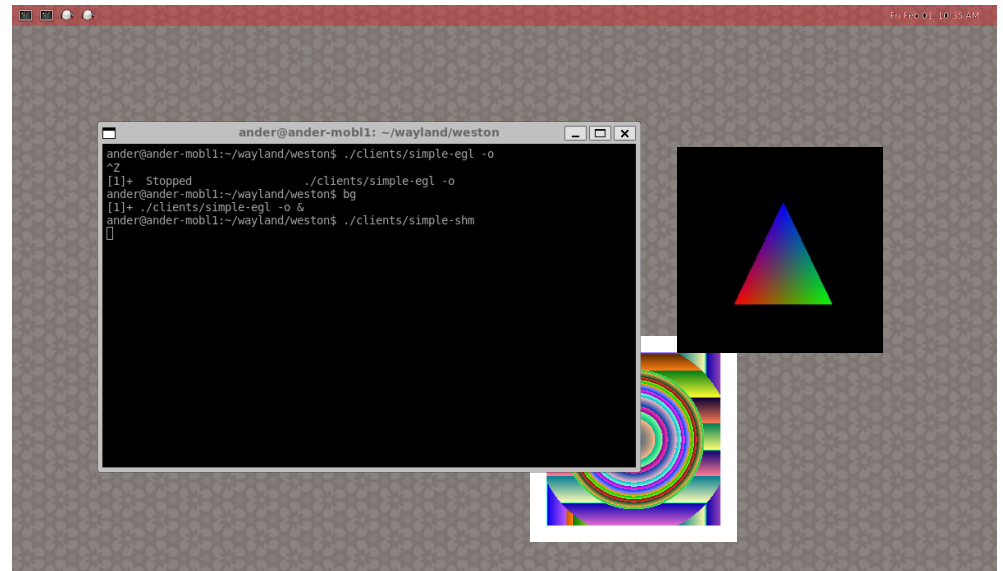 Fri Feb 01, 10:35 AM
ander@ander-mobl1: ~/wayland/weston
ander@ander-mobl1:~/wayland/weston$ ./clients/simple-egl -o
^Z
[1]+  Stopped                 ./clients/simple-egl -o
ander@ander-mobl1:~/wayland/weston$ bg
[1]+ ./clients/simple-egl -o &
ander@ander-mobl1:~/wayland/weston$ ./clients/simple-shm